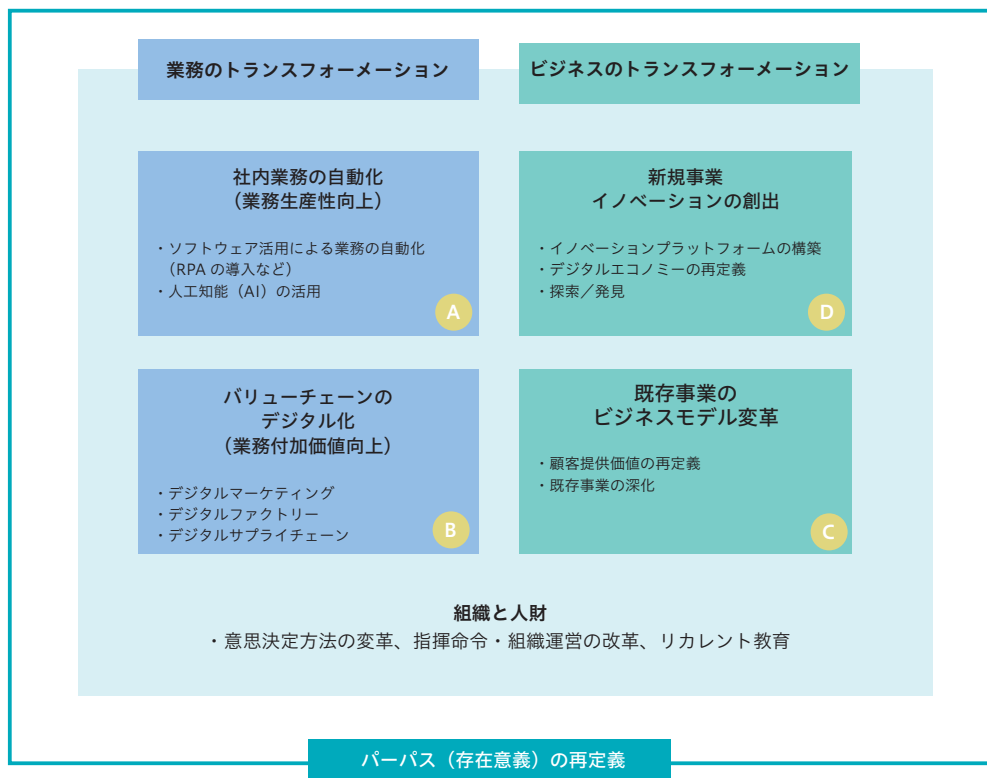 業務のトランスフォーメーション
ビジネスのトランスフォーメーション
社内業務の自動化
（業務生産性向上）
・ソフトウェア活用による業務の自動化
（RPA の導入など）
・人工知能（AI）の活用
A
新規事業
イノベーションの創出
・イノベーションプラットフォームの構築
・デジタルエコノミーの再定義
・探索／発見
D
バリューチェーンの
デジタル化
（業務付加価値向上）
・デジタルマーケティング
・デジタルファクトリー
・デジタルサプライチェーン
B
既存事業の
ビジネスモデル変革
・顧客提供価値の再定義
・既存事業の深化
C
組織と人財
・意思決定方法の変革、指揮命令・組織運営の改革、リカレント教育
パーパス（存在意義）の再定義